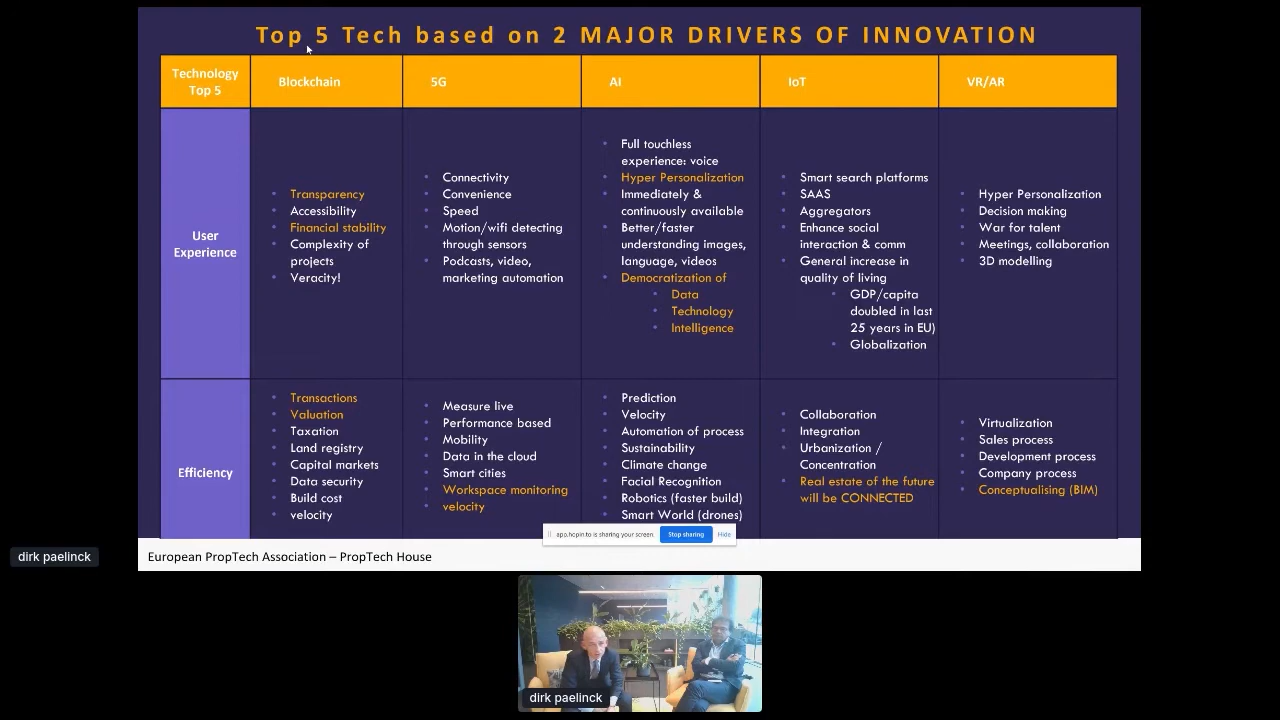 Top 5 Tech based on 2 MAJOR DRIVERS OF INNOVATION
Technology
Top 5
Blockchain
5G
AI
IoT
VR/AR
User
Experience
Transparency
Accessibility
Financial stability
Complexity of
projects
Veracity!
Connectivity
Convenience
Speed
Motion/wifi detecting
through sensors
Podcasts, video,
marketing automation
Full touchless
experience: voice
Hyper Personalization
Immediately &
continuously available
Better/faster
understanding images,
language, videos
Democratization of
Data
Technology
Intelligence
Smart search platforms
SAAS
Aggregators
Enhance social
interaction & comm
General increase in
quality of living
GDP/capita
doubled in last
25 years in EU)
Globalization
Hyper Personalization
Decision making
War for talent
Meetings, collaboration
3D modelling
Efficiency
Transactions
Valuation
Taxation
Land registry
Capital markets
Data security
Build cost
velocity
Measure live
Performance based
Mobility
Data in the cloud
Smart cities
Workspace monitoring
velocity
Prediction
Velocity
Automation of process
Sustainability
Climate change
Facial Recognition
Robotics (faster build)
Smart World (drones)
Collaboration
Integration
Urbanization /
Concentration
Real estate of the future
will be CONNECTED
Virtualization
Sales process
Development process
Company process
Conceptualising (BIM)
app.hopin.to is sharing your screen.
Stop sharing
Hide
European PropTech Association – PropTech House
dirk paelinck
dirk paelinck